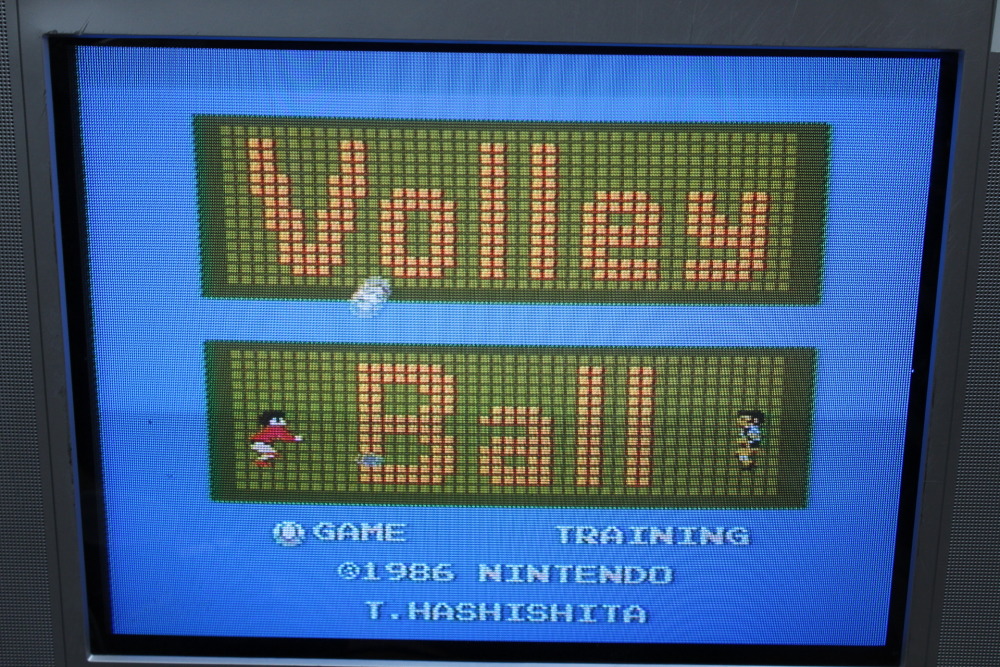 Volley
Ball
GAME TRAINING
©1986 NINTENDO
T.HASHISHITA